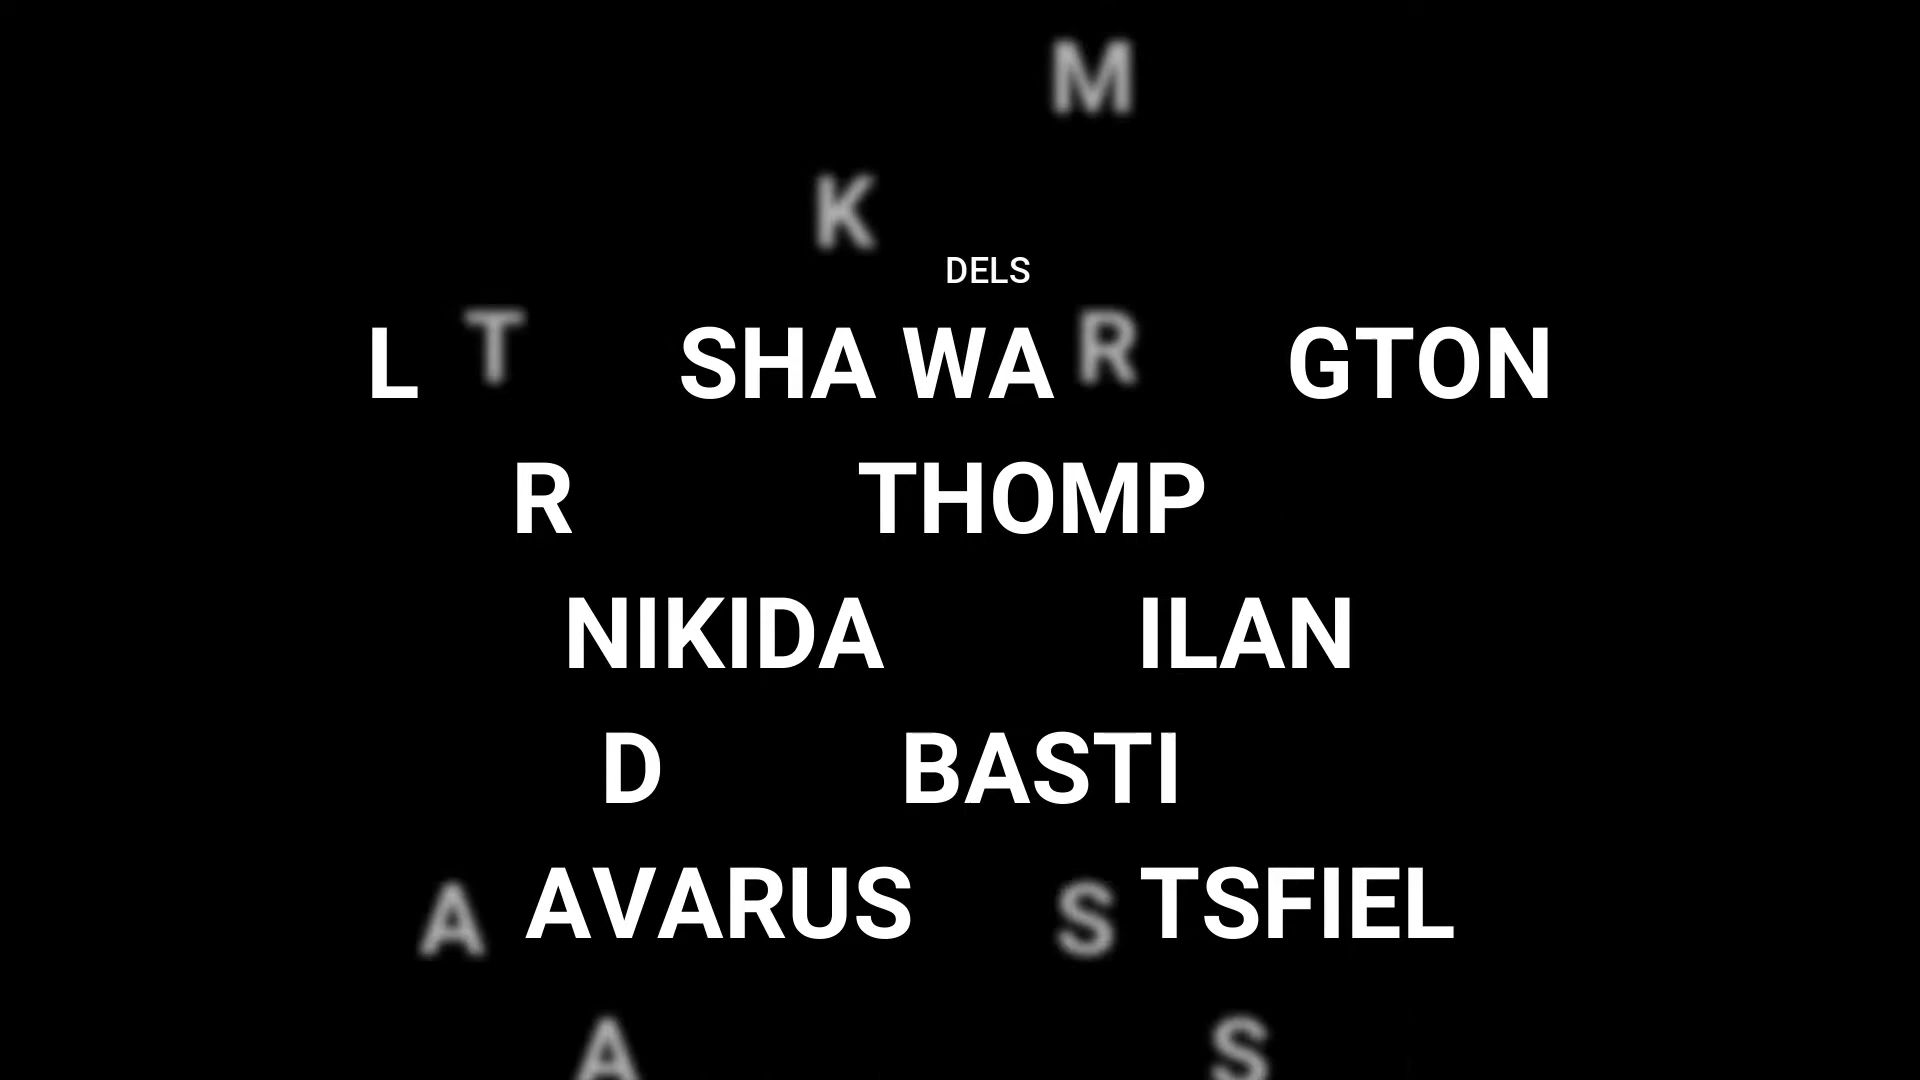 M
K
DELS
T R
L SHA WA GTON
R THOMP
NIKIDA ILAN
D BASTI
AVARUS TSFIEL
A S
A S